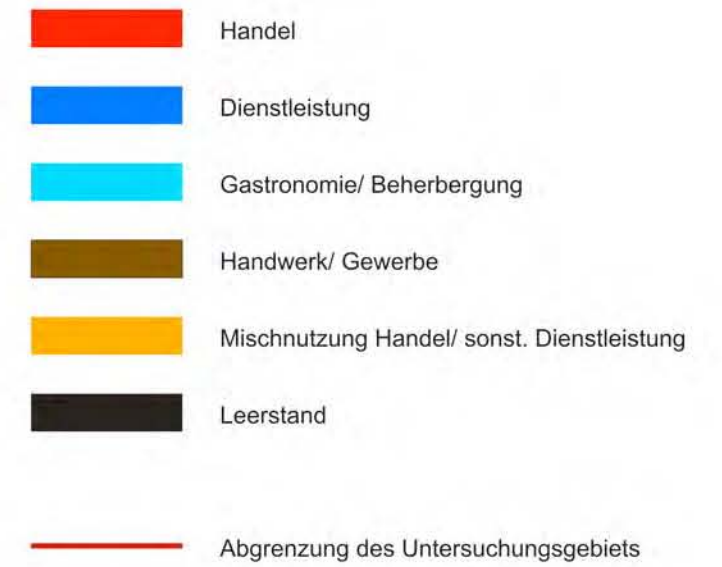 Handel
Dienstleistung
Gastronomie/ Beherbergung
Handwerk/ Gewerbe
Mischnutzung Handel/ sonst. Dienstleistung
Leerstand
Abgrenzung des Untersuchungsgebiets